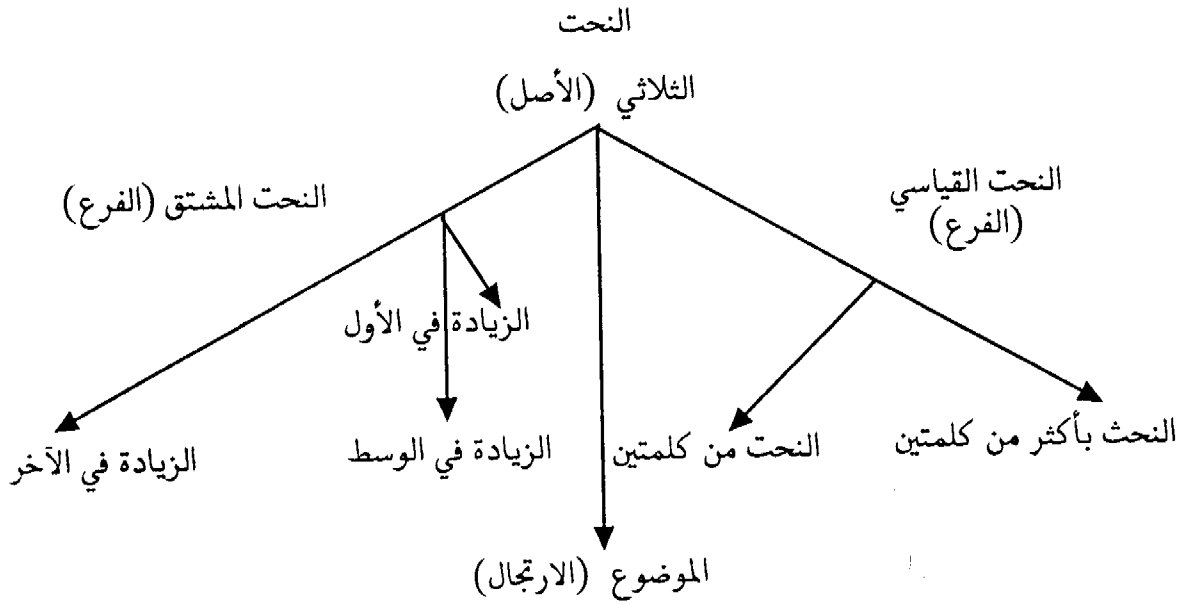 النحت
الثلاثي (الأصل)
النحت القياسي
(الفرع)
النحت المشتق (الفرع)
الزيادة في الأول
النحث بأكثر من كلمتين
النحت من كلمتين
الزيادة في الوسط
الزيادة في الآخر
الموضوع (الارتجال)